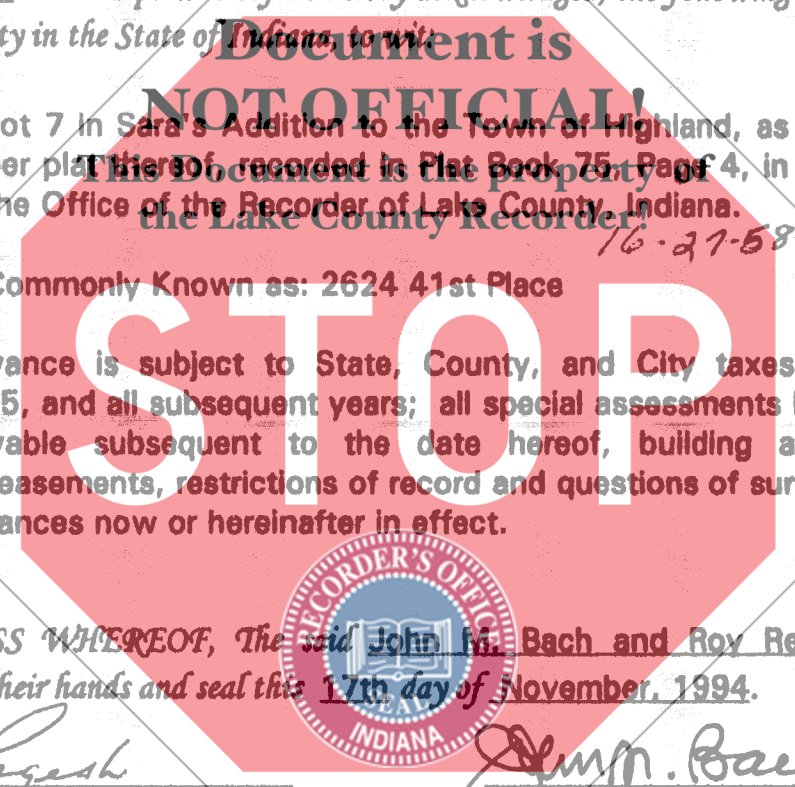 ty in the State of Indiana, to wit:
Document is
NOT OFFICIAL!
This Document is the property of
the Lake County Recorder!
ot 7 in Sara's Addition to the Town of Highland, as
er plat thereof, recorded in Plat Book 75, Page 4, in
he Office of the Recorder of Lake County, Indiana.
16-27-58
Commonly Known as: 2624 41st Place
STOP
vance is subject to State, County, and City taxes
5, and all subsequent years; all special assessments
vable subsequent to the date hereof, building a
easements, restrictions of record and questions of sur
ances now or hereinafter in effect.
RECORDER'S OFFICE
SEAL
INDIANA
SS WHEREOF, The said John M. Bach and Roy Re
heir hands and seal this 17th day of November, 1994.